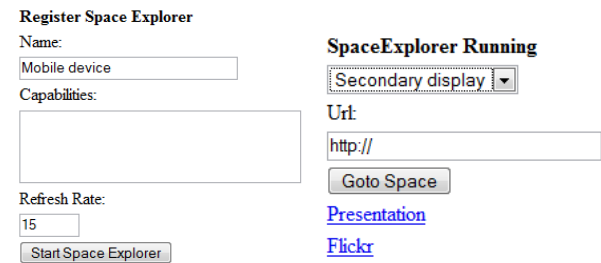 Register Space Explorer
Name:
Mobile device
Capabilities:
Refresh Rate:
15
Start Space Explorer
SpaceExplorer Running
Secondary display
Url:
http://
Goto Space
Presentation
Flickr